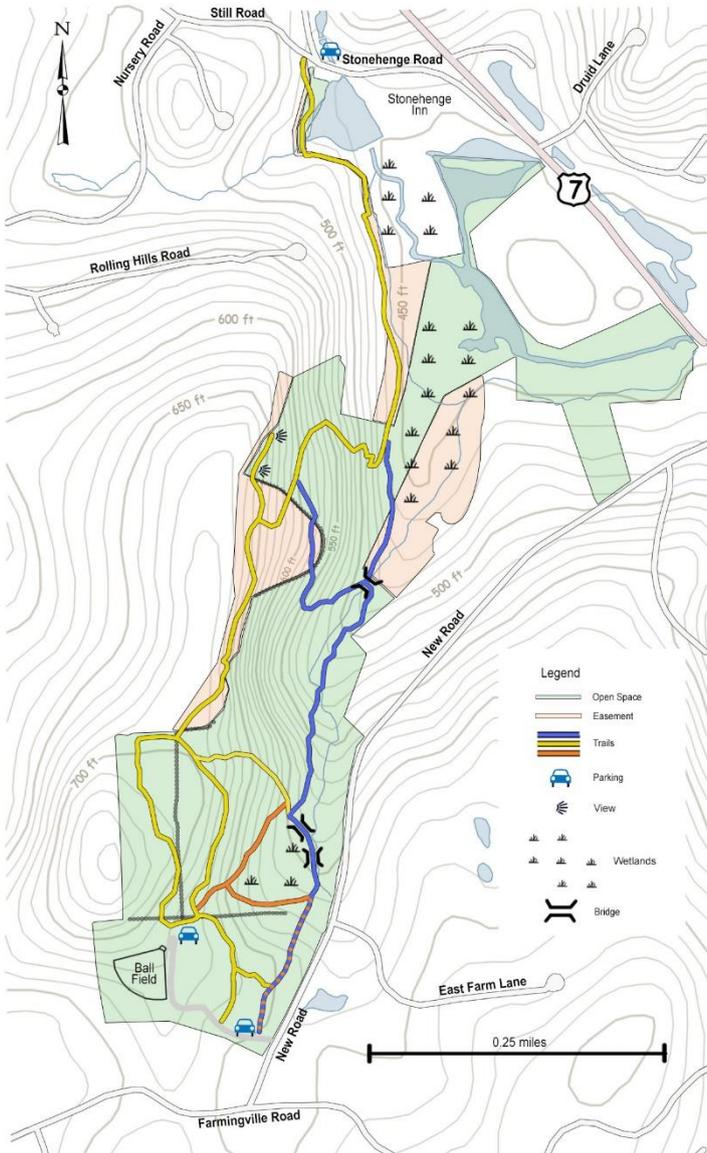 Still Road
N
Nursery Road
Stonehenge Road
Druid Lane
Stonehenge
Inn
7
500 ft
Rolling Hills Road
450 ft
600 ft
650 ft
550 ft
600 ft
500 ft
New Road
Legend
Open Space
Easement
Trails
700 ft
Parking
View
Wetlands
Bridge
Ball
Field
East Farm Lane
New Road
0.25 miles
Farmingville Road